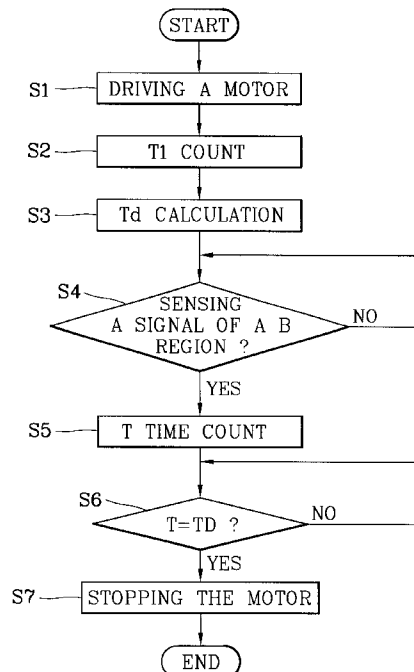 START
S1 DRIVING A MOTOR
S2 T1 COUNT
S3 Td CALCULATION
S4 SENSING
A SIGNAL OF A B
REGION ?
NO
YES
S5 T TIME COUNT
S6 T=TD ?
NO
YES
S7 STOPPING THE MOTOR
END